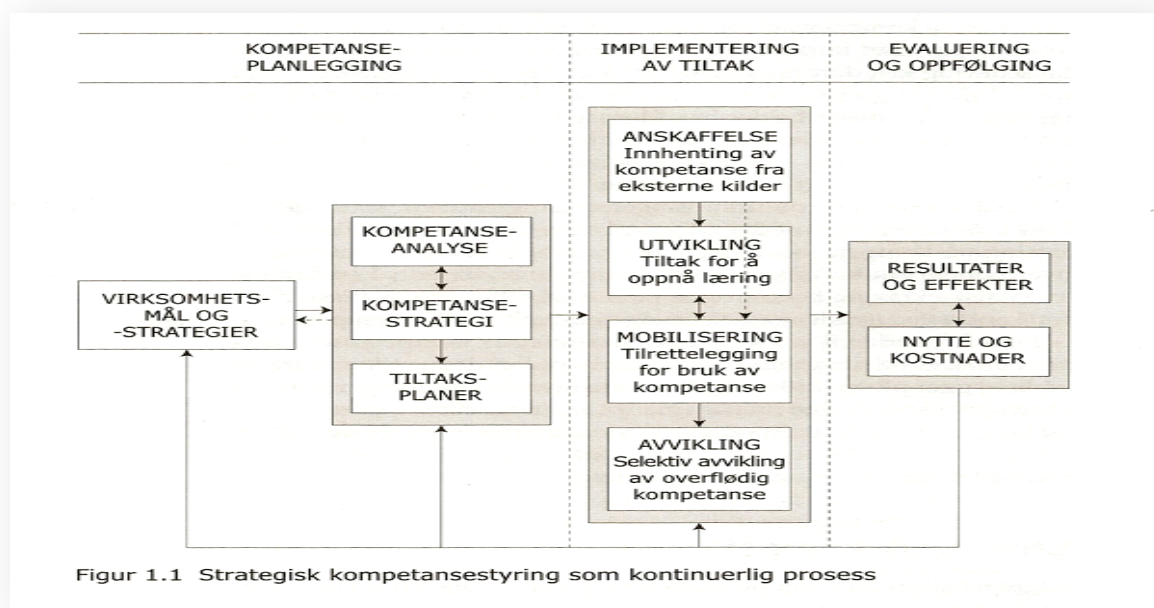 KOMPETANSE-
PLANLEGGING
IMPLEMENTERING
AV TILTAK
EVALUERING
OG OPPFØLGING
VIRKSOMHETS-
MÅL OG
-STRATEGIER
KOMPETANSE-
ANALYSE
KOMPETANSE-
STRATEGI
TILTAKS-
PLANER
ANSKAFFELSE
Innhenting av
kompetanse fra
eksterne kilder
UTVIKLING
Tiltak for å
oppnå læring
MOBILISERING
Tilrettelegging
for bruk av
kompetanse
AVVIKLING
Selektiv avvikling
av overflødig
kompetanse
RESULTATER
OG EFFEKTER
NYTTE OG
KOSTNADER
Figur 1.1 Strategisk kompetansestyring som kontinuerlig prosess